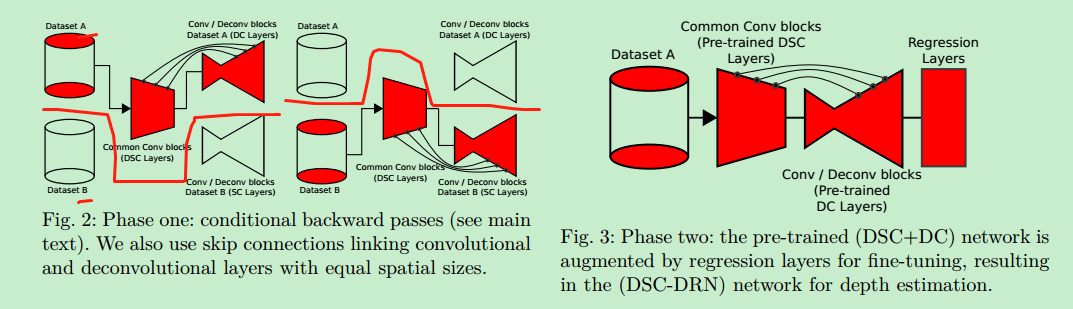 Dataset A
Conv / Deconv blocks
Dataset A (DC Layers)
Common Conv blocks
(DSC Layers)
Dataset B
Conv / Deconv blocks
Dataset B (SC Layers)
Dataset A
Conv / Deconv blocks
Dataset A (DC Layers)
Common Conv blocks
(DSC Layers)
Dataset B
Conv / Deconv blocks
Dataset B (SC Layers)
Fig. 2: Phase one: conditional backward passes (see main
text). We also use skip connections linking convolutional
and deconvolutional layers with equal spatial sizes.
Common Conv blocks
(Pre-trained DSC
Layers)
Dataset A
Regression
Layers
Conv / Deconv blocks
(Pre-trained
DC Layers)
Fig. 3: Phase two: the pre-trained (DSC+DC) network is
augmented by regression layers for fine-tuning, resulting
in the (DSC-DRN) network for depth estimation.